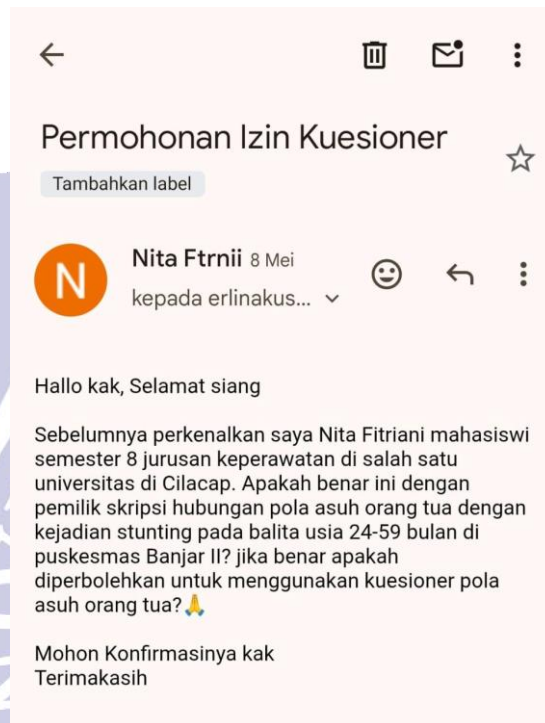 Permohonan Izin Kuesioner
Tambahkan label
N
Nita Ftrnii 8 Mei
kepada erlinakus...
Hallo kak, Selamat siang
Sebelumnya perkenalkan saya Nita Fitriani mahasiswi
semester 8 jurusan keperawatan di salah satu
universitas di Cilacap. Apakah benar ini dengan
pemilik skripsi hubungan pola asuh orang tua dengan
kejadian stunting pada balita usia 24-59 bulan di
puskesmas Banjar II? jika benar apakah
diperbolehkan untuk menggunakan kuesioner pola
asuh orang tua?🙏
Mohon Konfirmasinya kak
Terimakasih